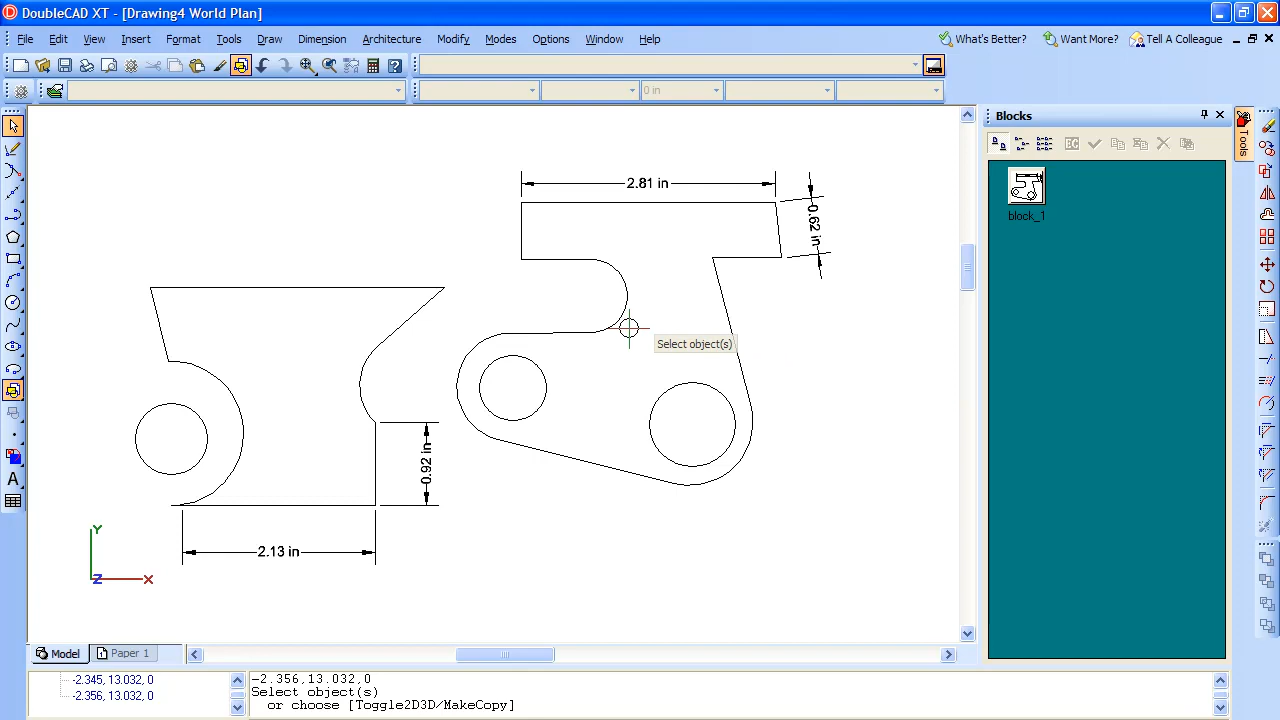 DoubleCAD XT - [Drawing4 World Plan]
File Edit View Insert Format Tools Draw Dimension Architecture Modify Modes Options Window Help What's Better? Want More? Tell A Colleague
0 in
Blocks
Tools
block_1
2.81 in
0.62 in
Select object(s)
0.92 in
2.13 in
Y
Z X
Model Paper 1
-2.345, 13.032, 0
-2.356, 13.032, 0
-2.356,13.032,0
Select object(s)
or choose [Toggle2D3D/MakeCopy]